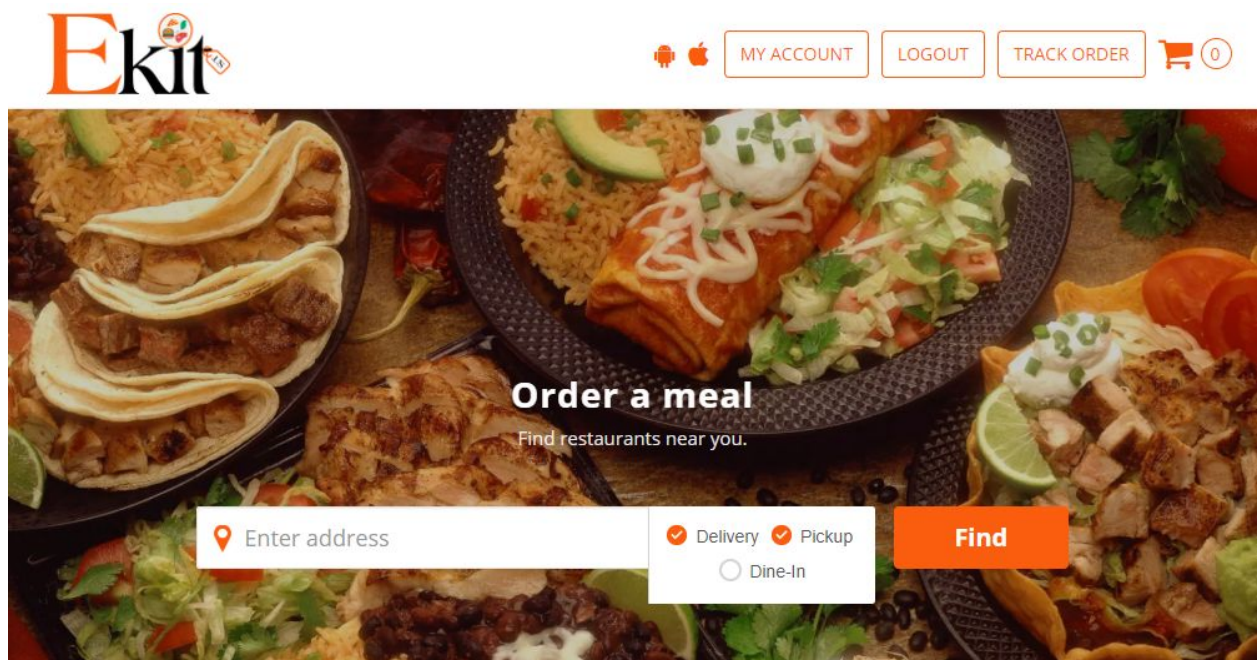 Ekit
MY ACCOUNT
LOGOUT
TRACK ORDER
0
Order a meal
Find restaurants near you.
Enter address
Delivery
Pickup
Dine-In
Find